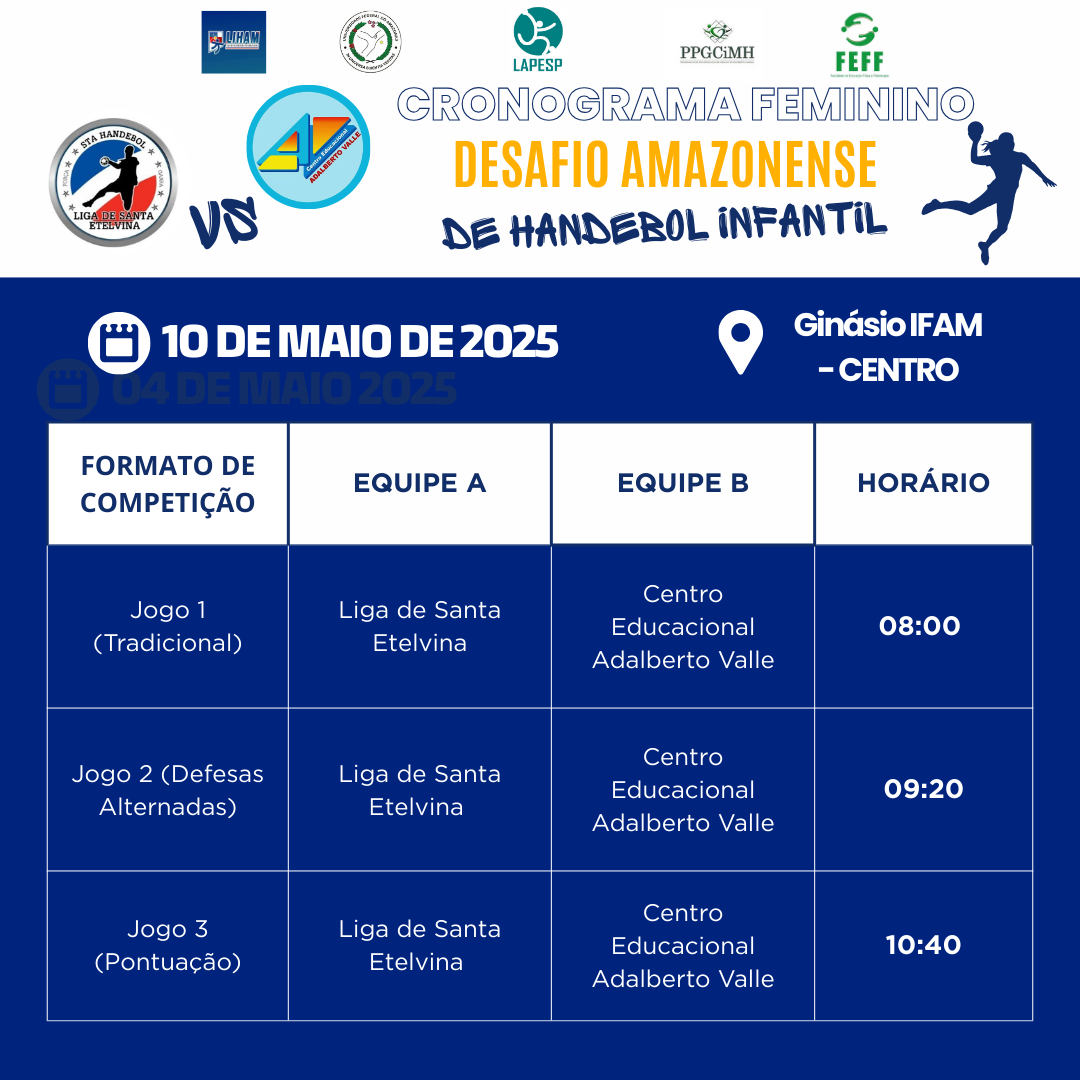 LIHAM
LAPESP
PPGCiMH
FEFF
CRONOGRAMA FEMININO
DESAFIO AMAZONENSE
DE HANDEBOL INFANTIL
STA HANDEBOL
LIGA DE SANTA
ETELVINA
VS
Centro Educacional
ADALBERTO VALLE
10 DE MAIO DE 2025
04 DE MAIO 2025
Ginásio IFAM
- CENTRO
FORMATO DE
COMPETIÇÃO
EQUIPE A
EQUIPE B
HORÁRIO
Jogo 1
(Tradicional)
Liga de Santa
Etelvina
Centro
Educacional
Adalberto Valle
08:00
Jogo 2 (Defesas
Alternadas)
Liga de Santa
Etelvina
Centro
Educacional
Adalberto Valle
09:20
Jogo 3
(Pontuação)
Liga de Santa
Etelvina
Centro
Educacional
Adalberto Valle
10:40